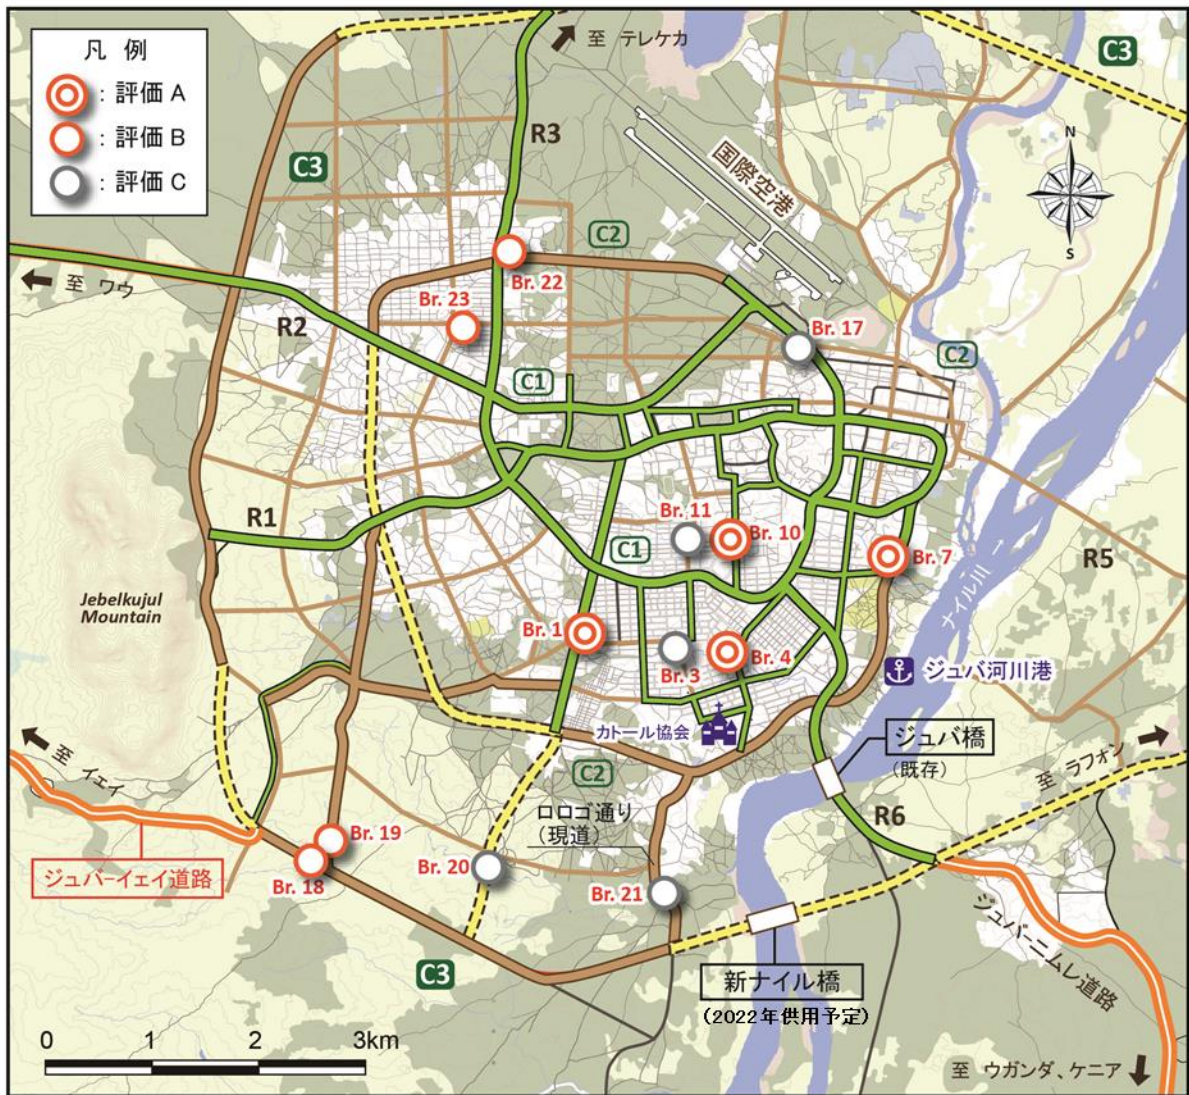 凡 例
: 評価 A
: 評価 B
: 評価 C
至 テレケカ
C3
N
S
R3
国際空港
C3
C2
至 ワウ
Br. 22
Br. 23
R2
Br. 17
C2
C1
R1
Br. 11
Br. 10
C1
Br. 7
R5
ナイル川 →
Jebelkujul
Mountain
Br. 1
Br. 3
Br. 4
ジュバ河川港
カトール協会
ジュバ橋
(既存)
至 ラフォン
至 イェイ
C2
ロロゴ通り
(現道)
R6
ジュバ-イェイ道路
Br. 19
Br. 18
Br. 20
Br. 21
ジュバ-ニムレ道路
C3
新ナイル橋
(2022年供用予定)
0 1 2 3km
至 ウガンダ、ケニア